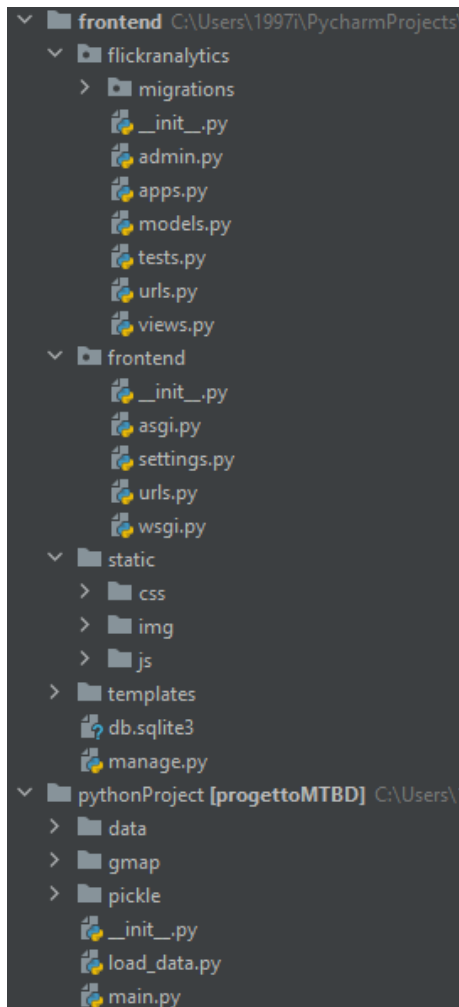 frontend C:\Users\1997i\PycharmProjects\
flickranalytics
migrations
__init__.py
admin.py
apps.py
models.py
tests.py
urls.py
views.py
frontend
__init__.py
asgi.py
settings.py
urls.py
wsgi.py
static
css
img
js
templates
db.sqlite3
manage.py
pythonProject [progettoMTBD] C:\Users\
data
gmap
pickle
__init__.py
load_data.py
main.py